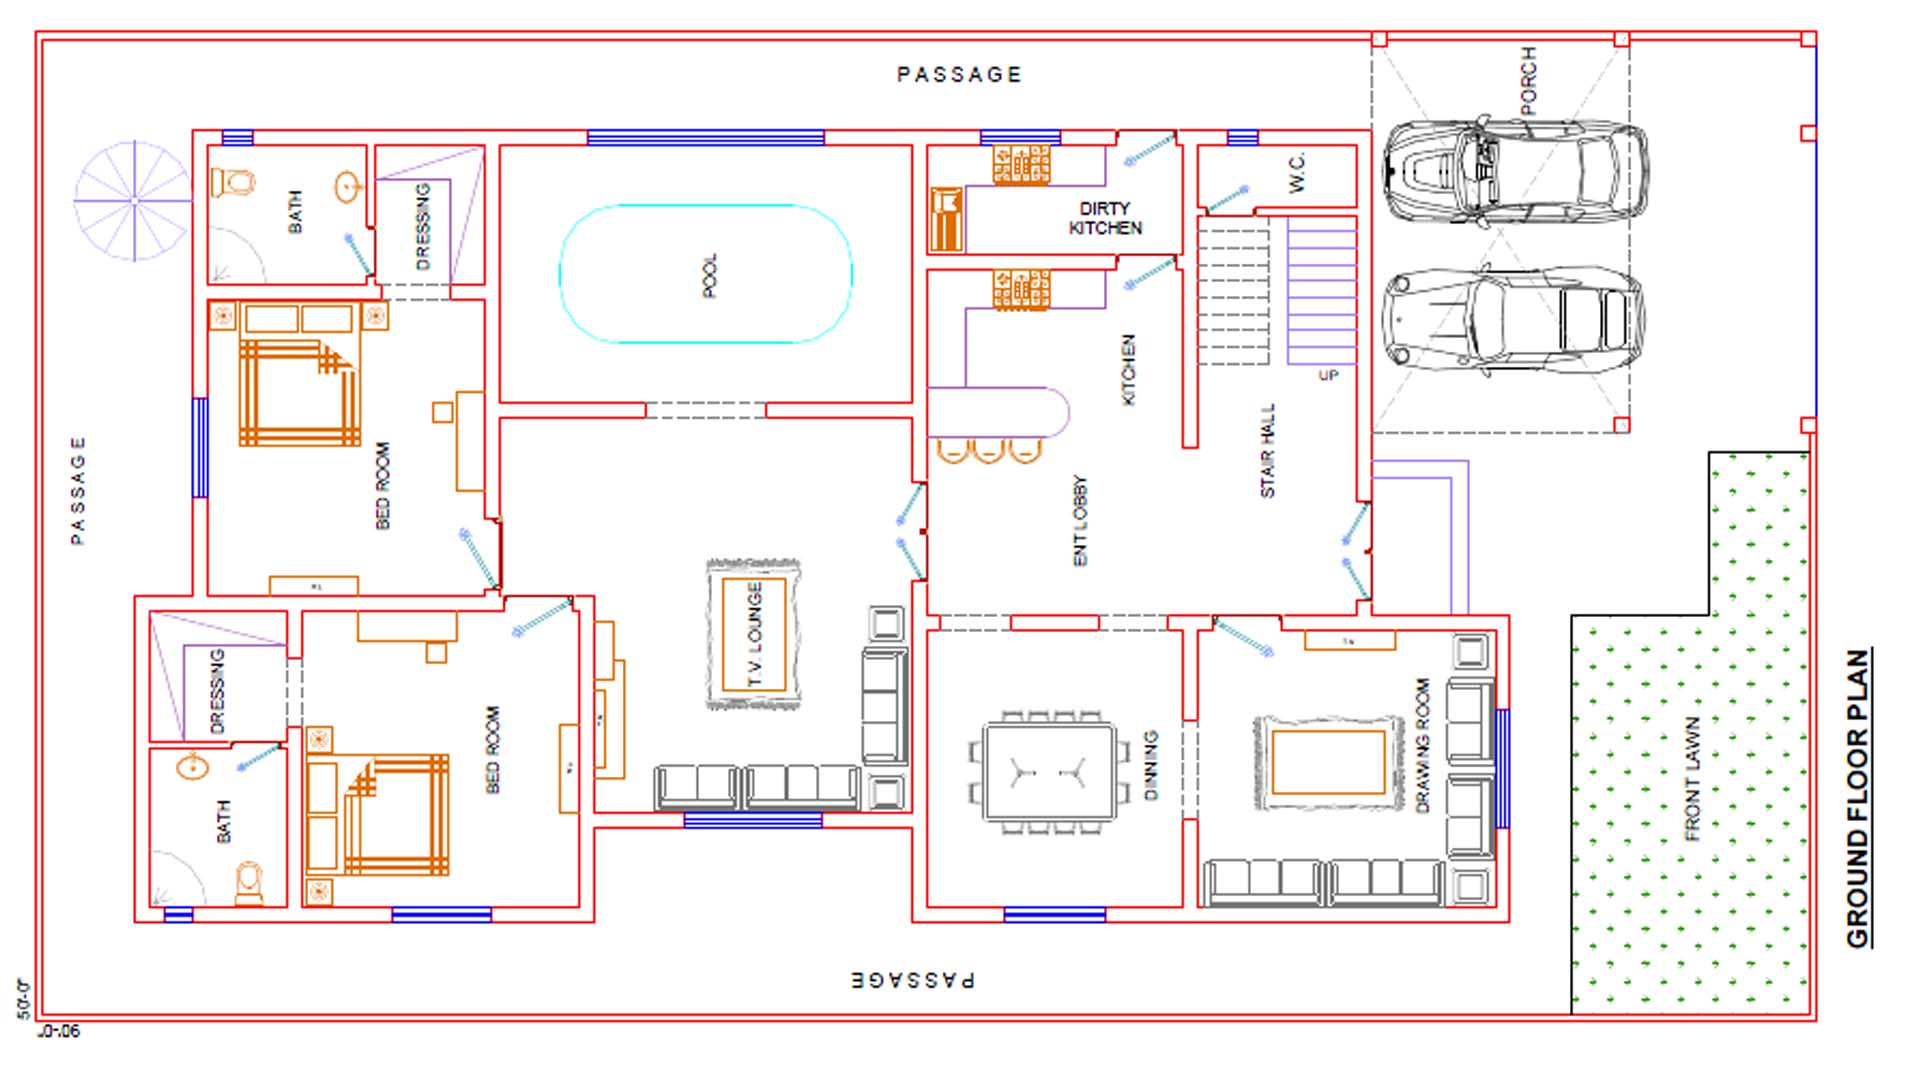 PASSAGE
PORCH
BATH
DRESSING
POOL
DIRTY
KITCHEN
W.C.
KITCHEN
UP
STAIR HALL
PASSAGE
BED ROOM
ENT LOBBY
T.V. LOUNGE
DRESSING
BED ROOM
BATH
DINNING
DRAWING ROOM
FRONT LAWN
GROUND FLOOR PLAN
PASSAGE
50'-0"
90'-0"